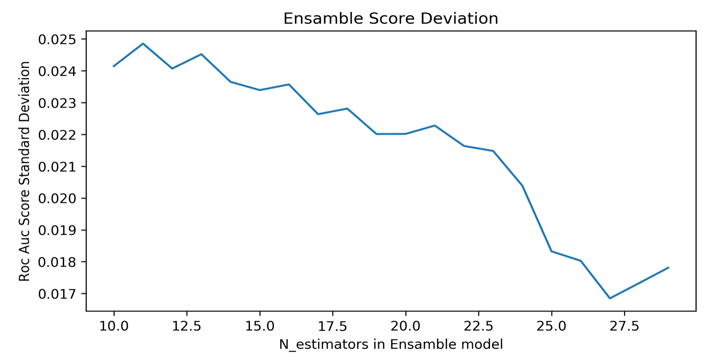 Ensamble Score Deviation
Roc Auc Score Standard Deviation
0.025
0.024
0.023
0.022
0.021
0.020
0.019
0.018
0.017
10.0 12.5 15.0 17.5 20.0 22.5 25.0 27.5
N_estimators in Ensamble model